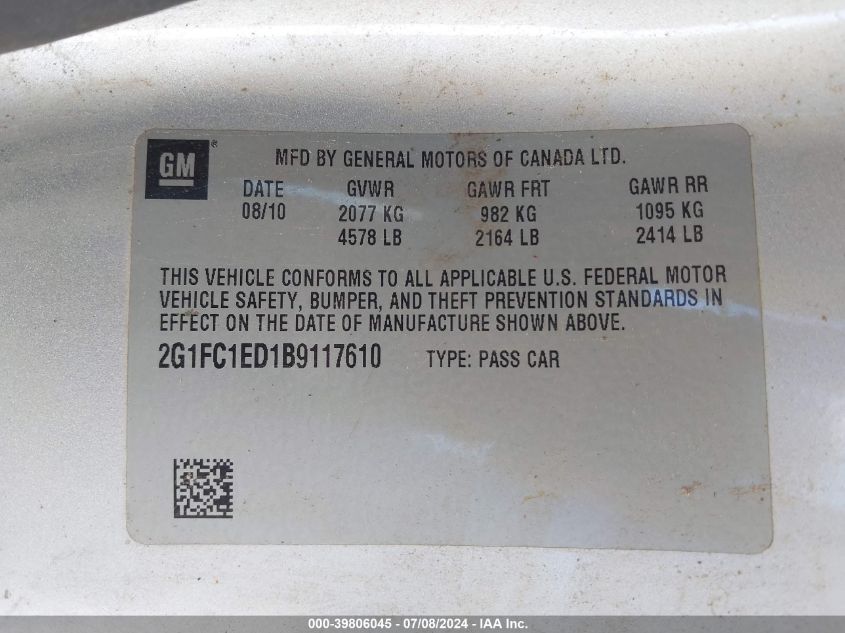 GM ®
MFD BY GENERAL MOTORS OF CANADA LTD.
DATE GVWR GAWR FRT GAWR RR
08/10 2077 KG 982 KG 1095 KG
4578 LB 2164 LB 2414 LB
THIS VEHICLE CONFORMS TO ALL APPLICABLE U.S. FEDERAL MOTOR
VEHICLE SAFETY, BUMPER, AND THEFT PREVENTION STANDARDS IN
EFFECT ON THE DATE OF MANUFACTURE SHOWN ABOVE.
2G1FC1ED1B9117610 TYPE: PASS CAR
000-39806045 - 07/08/2024 - IAA Inc.